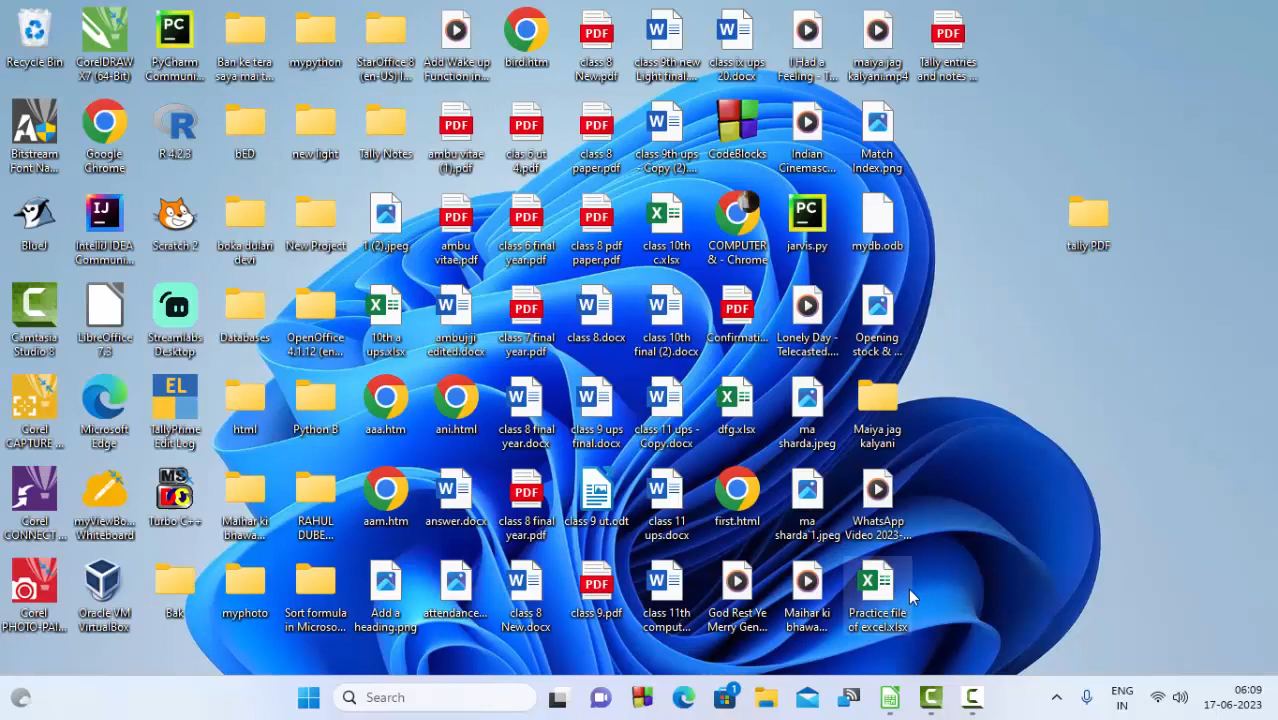 Recycle Bin
CorelDRAW
X7 (64-Bit)
PyCharm
Communi...
Ban ke tera
saya mai t...
mypython
StarOffice 8
(en-US) I...
Add Wake up
Function in...
bird.htm
class 8
New.pdf
class 9th new
Light final....
class ix ups
20.docx
I Had a
Feeling - T...
maiya jag
kalyani.mp4
Tally entries
and notes ...
Bitstream
Font Na...
Google
Chrome
R 4.2.3
bED
new light
Tally Notes
ambu vitae
(1).pdf
clas 6 ut
4.pdf
class 8
paper.pdf
class 9th ups
- Copy (2)....
CodeBlocks
Indian
Cinemasc...
Match
Index.png
BlueJ
IntelliJ IDEA
Communi...
Scratch 2
boka dulari
devi
New Project
1 (2).jpeg
ambu
vitae.pdf
class 6 final
year.pdf
class 8 pdf
paper.pdf
class 10th
c.xlsx
COMPUTER
& - Chrome
jarvis.py
mydb.odb
tally PDF
Camtasia
Studio 8
LibreOffice
7.3
Streamlabs
Desktop
Databases
OpenOffice
4.1.12 (en...
10th a
ups.xlsx
ambuj ji
edited.docx
class 7 final
year.pdf
class 8.docx
class 10th
final (2).docx
Confirmati...
Lonely Day -
Telecasted....
Opening
stock & ...
Corel
CAPTURE ...
Microsoft
Edge
TallyPrime
Edit Log
html
Python B
aaa.htm
ani.html
class 8 final
year.docx
class 9 ups
final.docx
class 11 ups -
Copy.docx
dfg.xlsx
ma
sharda.jpeg
Maiya jag
kalyani
Corel
CONNECT ...
myViewBo...
Whiteboard
Turbo C++
Maihar ki
bhawa...
RAHUL
DUBE...
aam.htm
answer.docx
class 8 final
year.pdf
class 9 ut.odt
class 11
ups.docx
first.html
ma
sharda 1.jpeg
WhatsApp
Video 2023-...
Corel
PHOTO-PAI...
Oracle VM
VirtualBox
Bak
myphoto
Sort formula
in Microso...
Add a
heading.png
attendance...
class 8
New.docx
class 9.pdf
class 11th
comput...
God Rest Ye
Merry Gen...
Maihar ki
bhawa...
Practice file
of excel.xlsx
Search
1
ENG
IN
06:09
17-06-2023